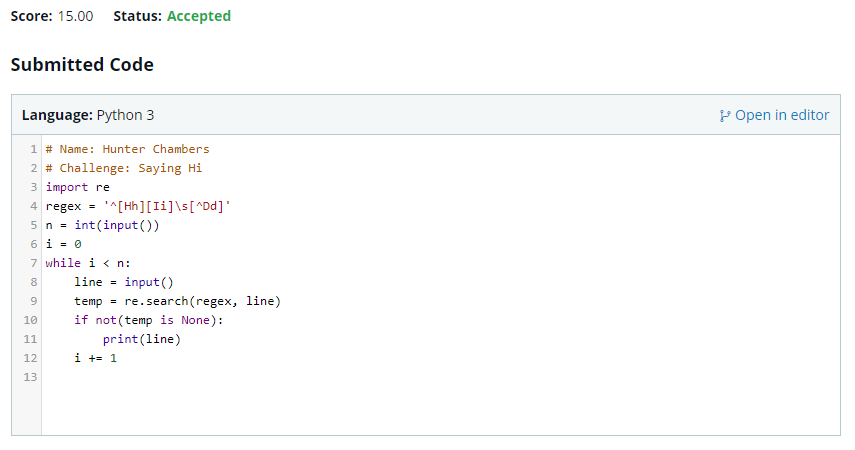 Score: 15.00 Status: Accepted
Submitted Code
Language: Python 3 Open in editor
1 # Name: Hunter Chambers
2 # Challenge: Saying Hi
3 import re
4 regex = '^[Hh][Ii]\s[^Dd]'
5 n = int(input())
6 i = 0
7 while i < n:
8     line = input()
9     temp = re.search(regex, line)
10     if not(temp is None):
11         print(line)
12     i += 1
13